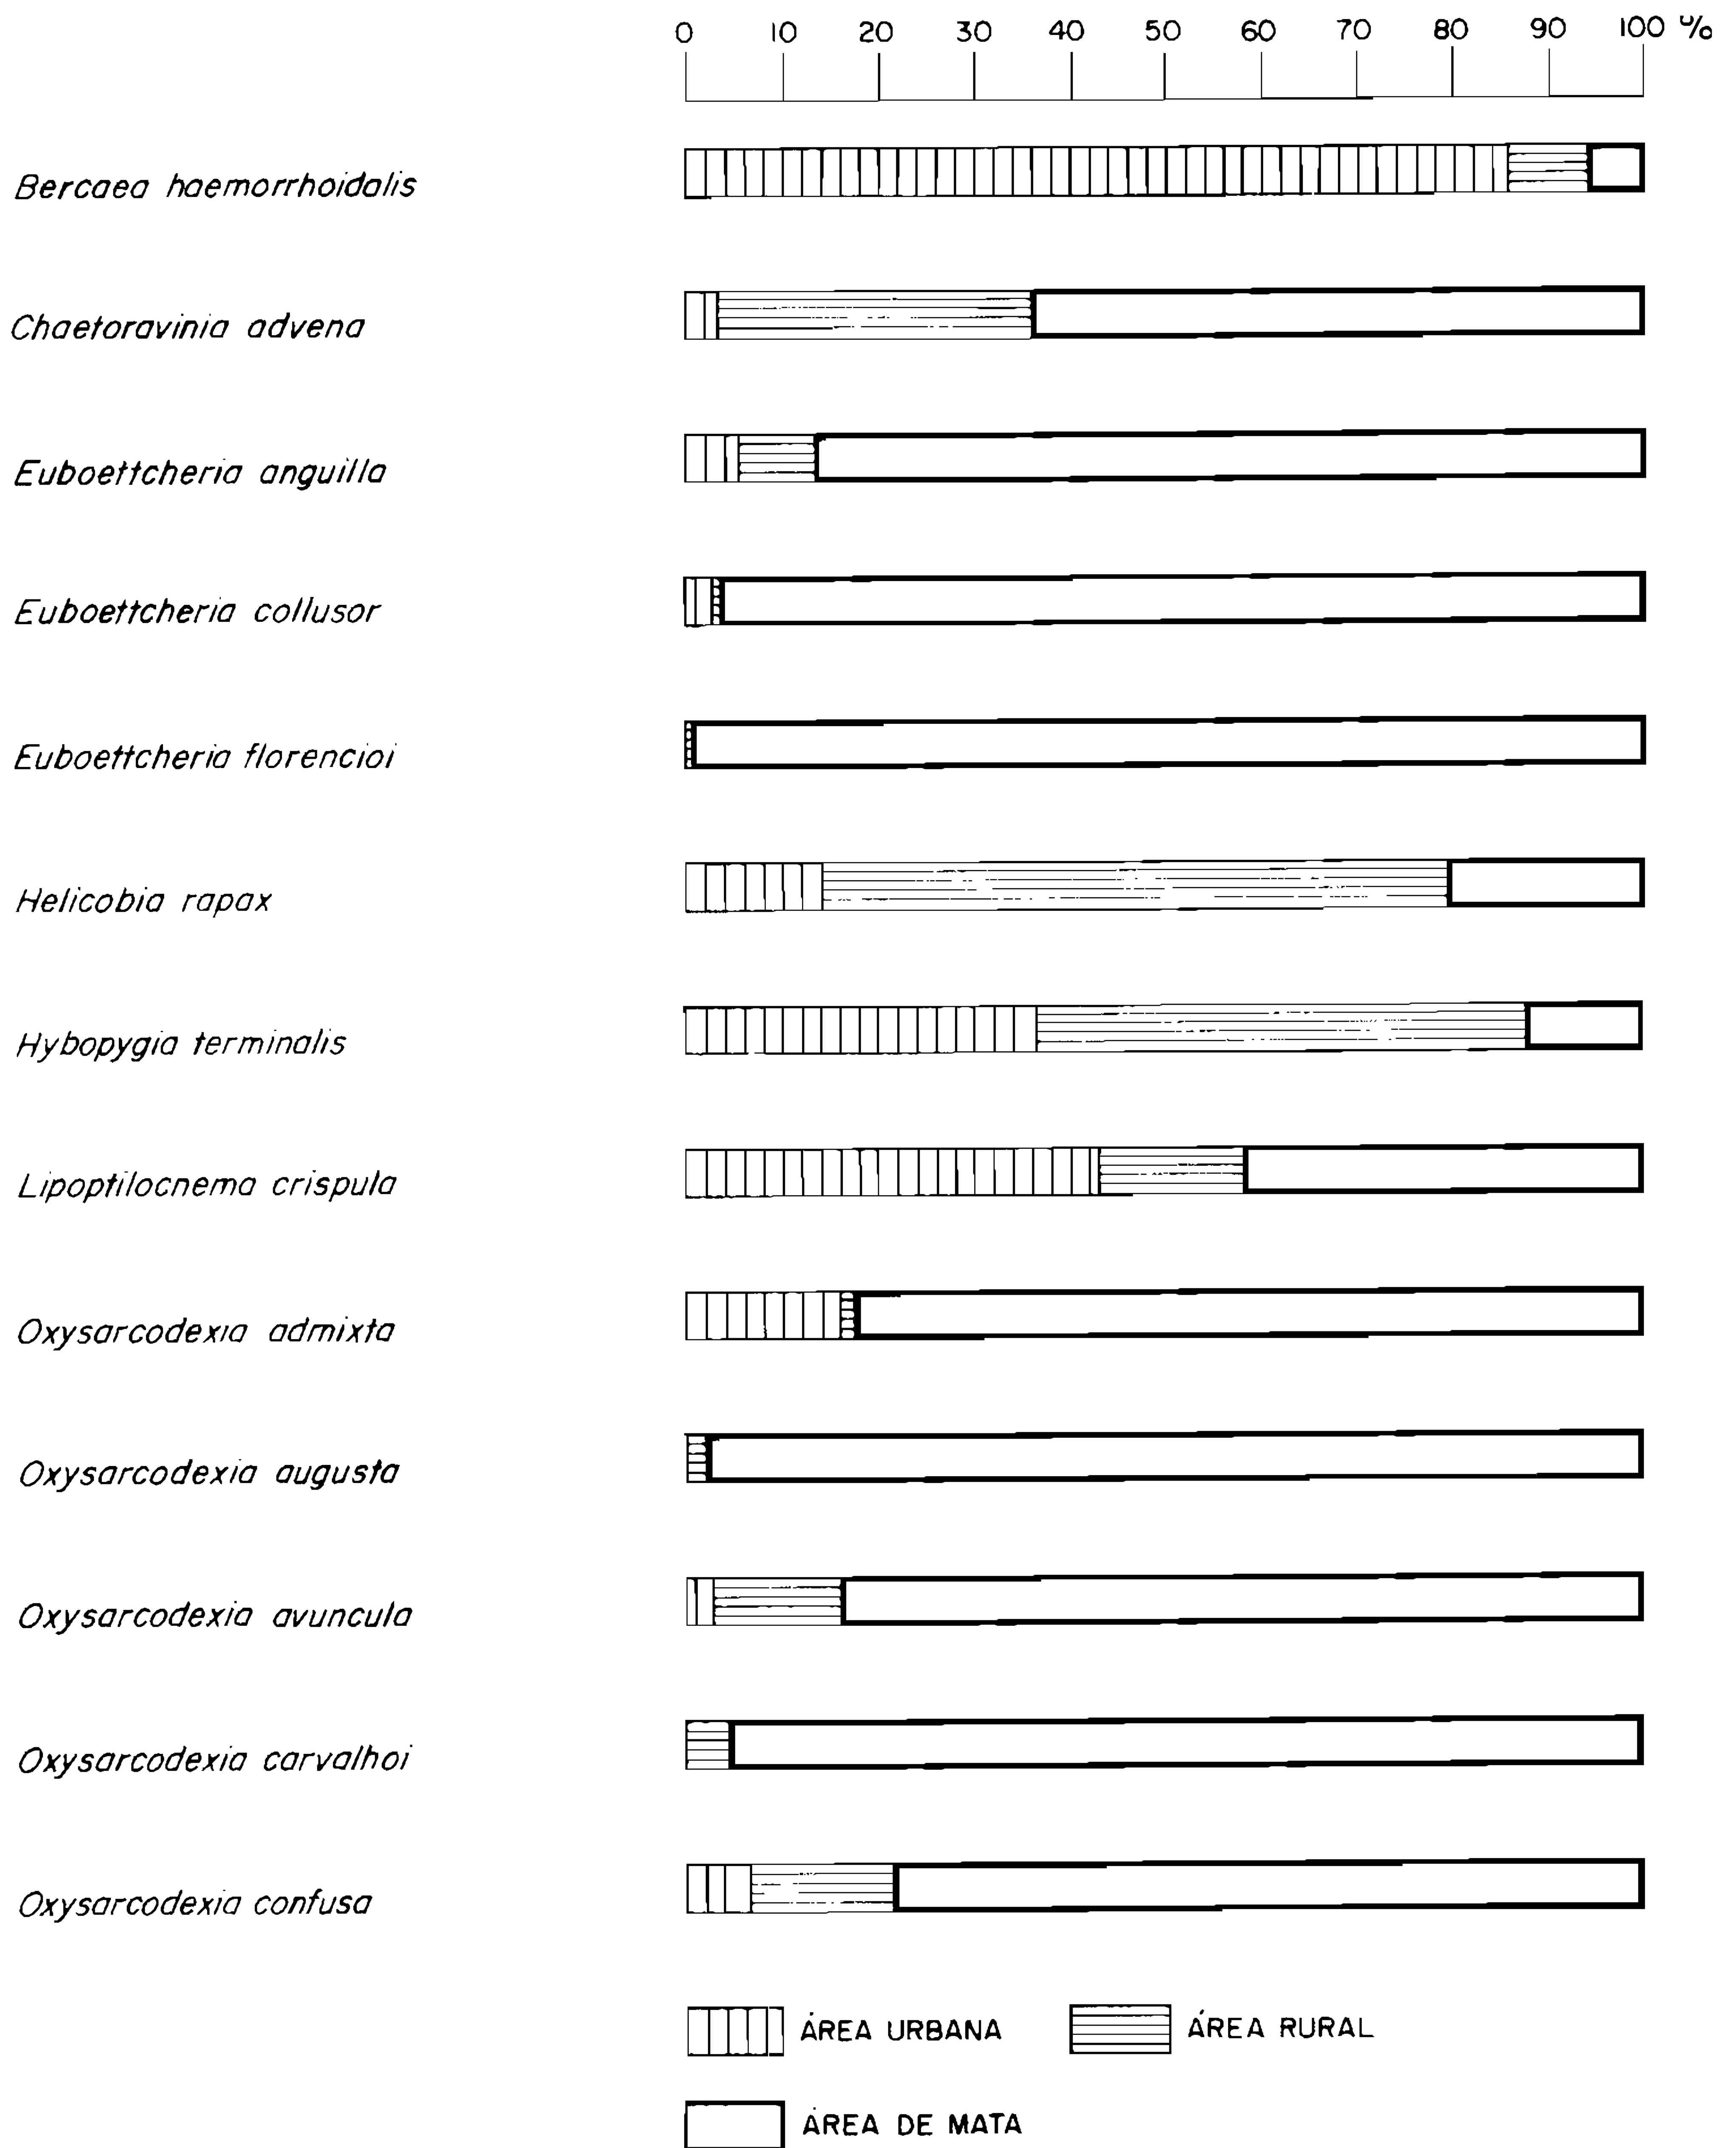 0 10 20 30 40 50 60 70 80 90 100 %
Bercaea haemorrhoidalis
Chaetoravinia advena
Euboettcheria anguilla
Euboettcheria collusor
Euboettcheria florencioi
Helicobia rapax
Hybopygia terminalis
Lipoptilocnema crispula
Oxysarcodexia admixta
Oxysarcodexia augusta
Oxysarcodexia avuncula
Oxysarcodexia carvalhoi
Oxysarcodexia confusa
ÁREA URBANA ÁREA RURAL
ÁREA DE MATA